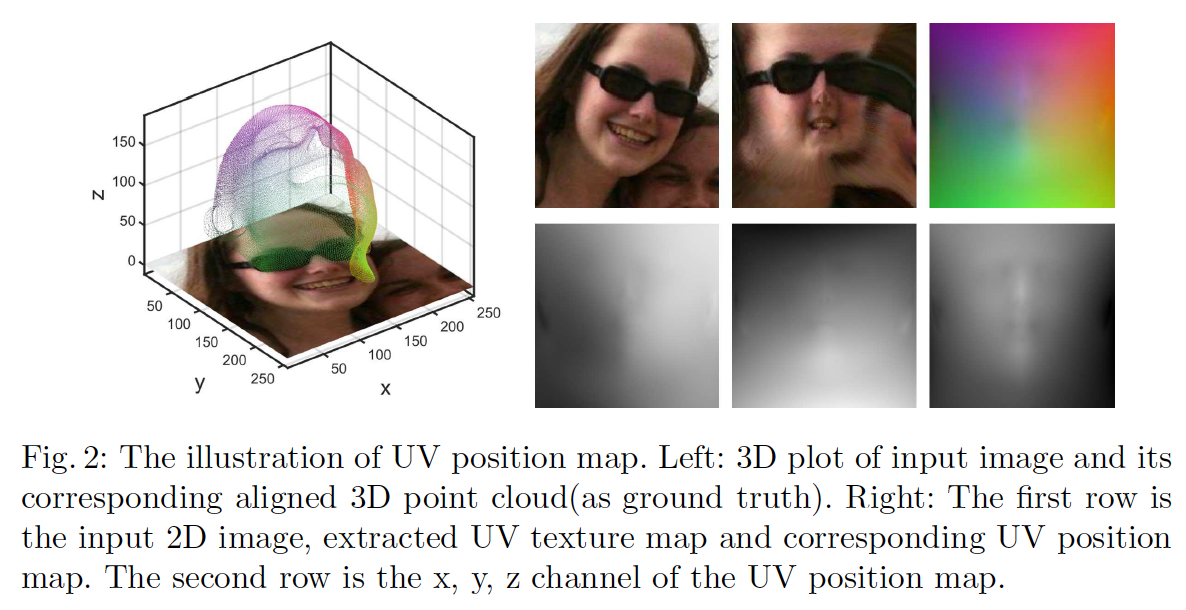 150
100
50
0
z
50
100
150
200
250
y
50
100
150
200
250
x
Fig. 2: The illustration of UV position map. Left: 3D plot of input image and its
corresponding aligned 3D point cloud(as ground truth). Right: The first row is
the input 2D image, extracted UV texture map and corresponding UV position
map. The second row is the x, y, z channel of the UV position map.